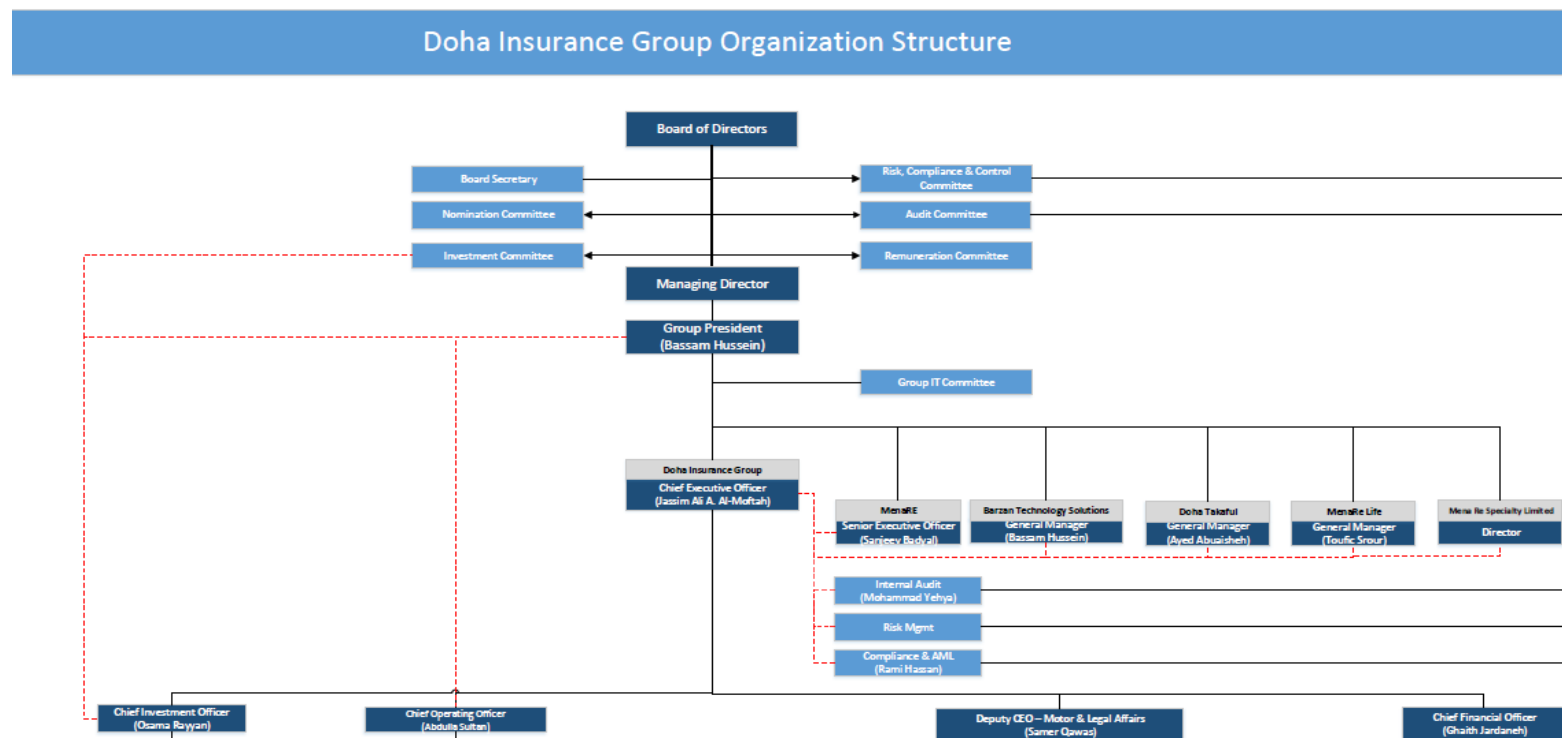 Doha Insurance Group Organization Structure
Board of Directors
Board Secretary
Risk, Compliance & Control
Committee
Nomination Committee
Audit Committee
Investment Committee
Remuneration Committee
Managing Director
Group President
(Bassam Hussein)
Group IT Committee
Doha Insurance Group
Chief Executive Officer
(Jassim Ali A. Al-Moftah)
MenaRE
Senior Executive Officer
(Sanjeev Badyal)
Barzan Technology Solutions
General Manager
(Bassam Hussein)
Doha Takaful
General Manager
(Ayed Abuaisheh)
MenaRe Life
General Manager
(Toufic Srour)
Mena Re Specialty Limited
Director
Internal Audit
(Mohammad Yehya)
Risk Mgmt
Compliance & AML
(Rami Hassan)
Chief Investment Officer
(Osama Rayyan)
Chief Operating Officer
(Abdulla Sultan)
Deputy CEO – Motor & Legal Affairs
(Samer Qawas)
Chief Financial Officer
(Ghaith Jardaneh)